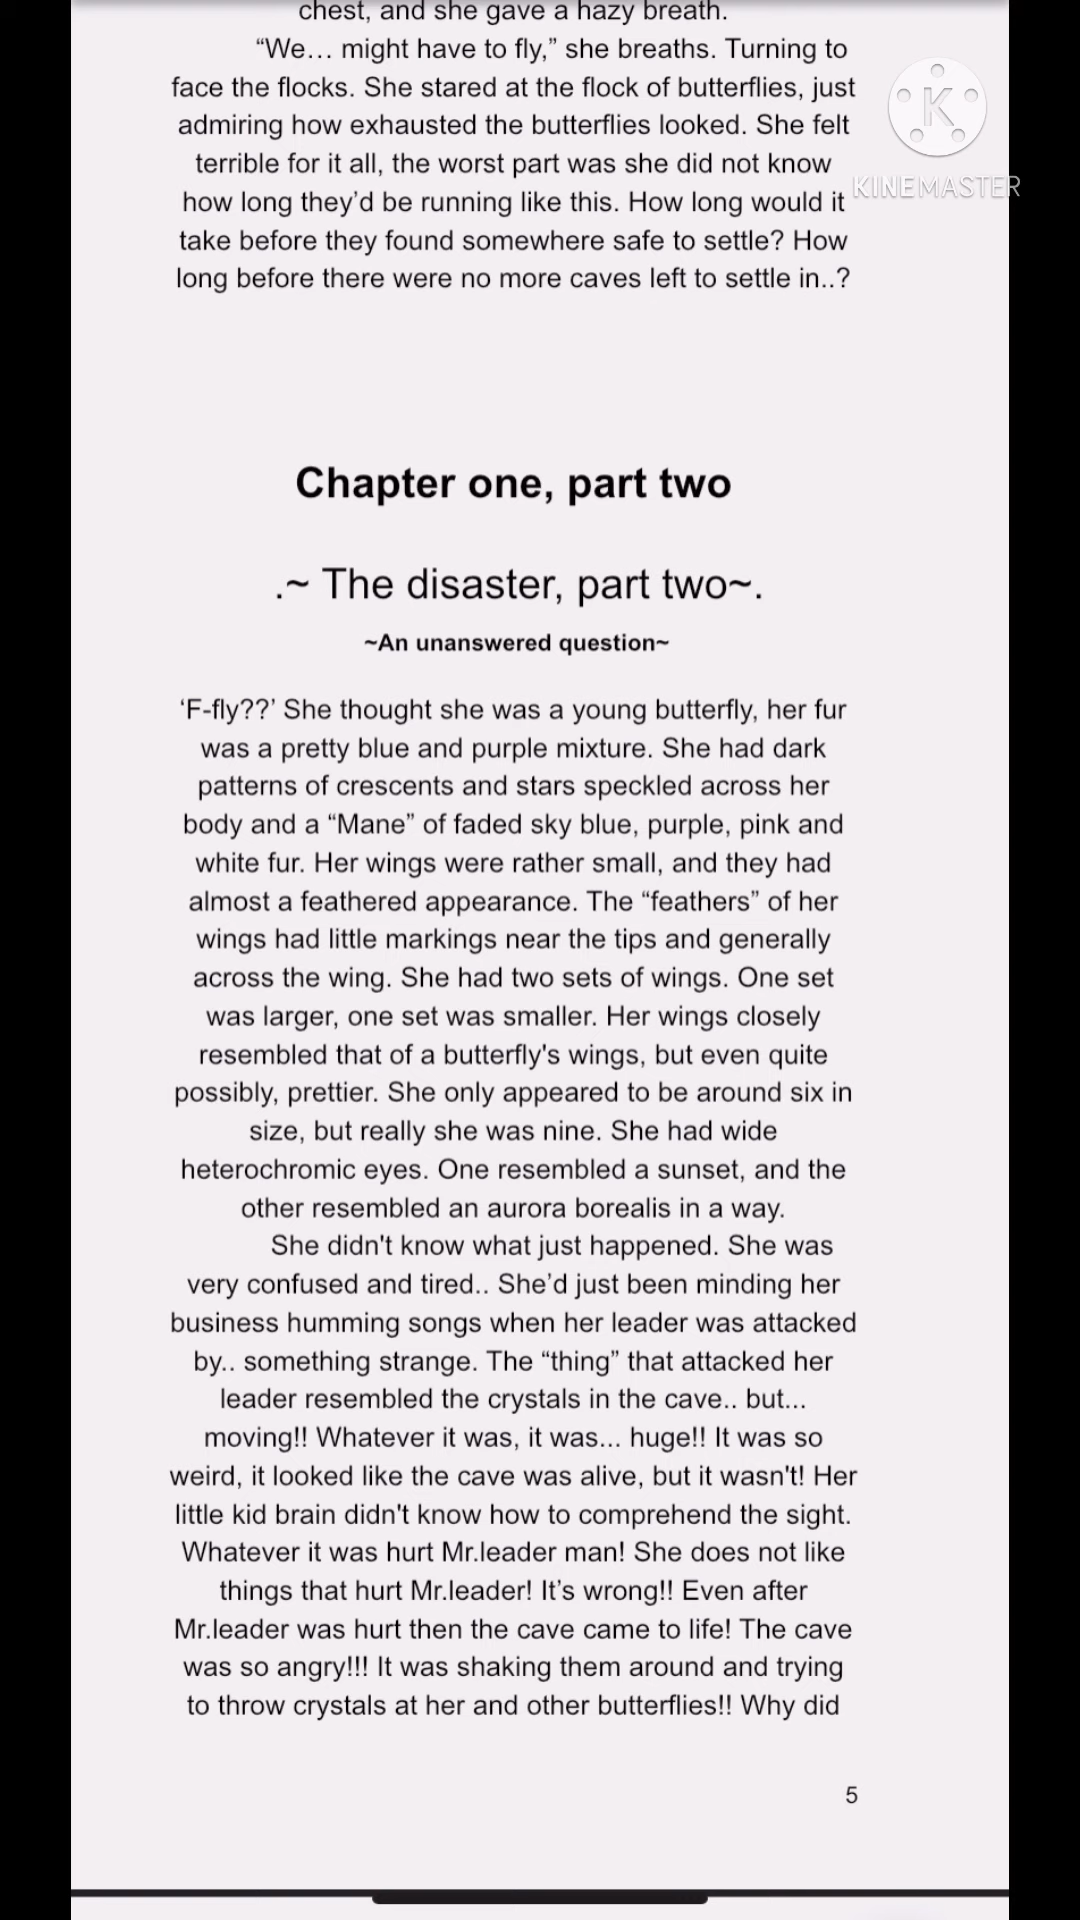 chest, and she gave a hazy breath.
“We... might have to fly,” she breaths. Turning to
face the flocks. She stared at the flock of butterflies, just
admiring how exhausted the butterflies looked. She felt
terrible for it all, the worst part was she did not know
how long they’d be running like this. How long would it
take before they found somewhere safe to settle? How
long before there were no more caves left to settle in..?
K
KINEMASTER
Chapter one, part two
.~ The disaster, part two~.
~An unanswered question~
‘F-fly??’ She thought she was a young butterfly, her fur
was a pretty blue and purple mixture. She had dark
patterns of crescents and stars speckled across her
body and a “Mane” of faded sky blue, purple, pink and
white fur. Her wings were rather small, and they had
almost a feathered appearance. The “feathers” of her
wings had little markings near the tips and generally
across the wing. She had two sets of wings. One set
was larger, one set was smaller. Her wings closely
resembled that of a butterfly's wings, but even quite
possibly, prettier. She only appeared to be around six in
size, but really she was nine. She had wide
heterochromic eyes. One resembled a sunset, and the
other resembled an aurora borealis in a way.
She didn't know what just happened. She was
very confused and tired.. She’d just been minding her
business humming songs when her leader was attacked
by.. something strange. The “thing” that attacked her
leader resembled the crystals in the cave.. but...
moving!! Whatever it was, it was... huge!! It was so
weird, it looked like the cave was alive, but it wasn't! Her
little kid brain didn't know how to comprehend the sight.
Whatever it was hurt Mr.leader man! She does not like
things that hurt Mr.leader! It’s wrong!! Even after
Mr.leader was hurt then the cave came to life! The cave
was so angry!!! It was shaking them around and trying
to throw crystals at her and other butterflies!! Why did
5